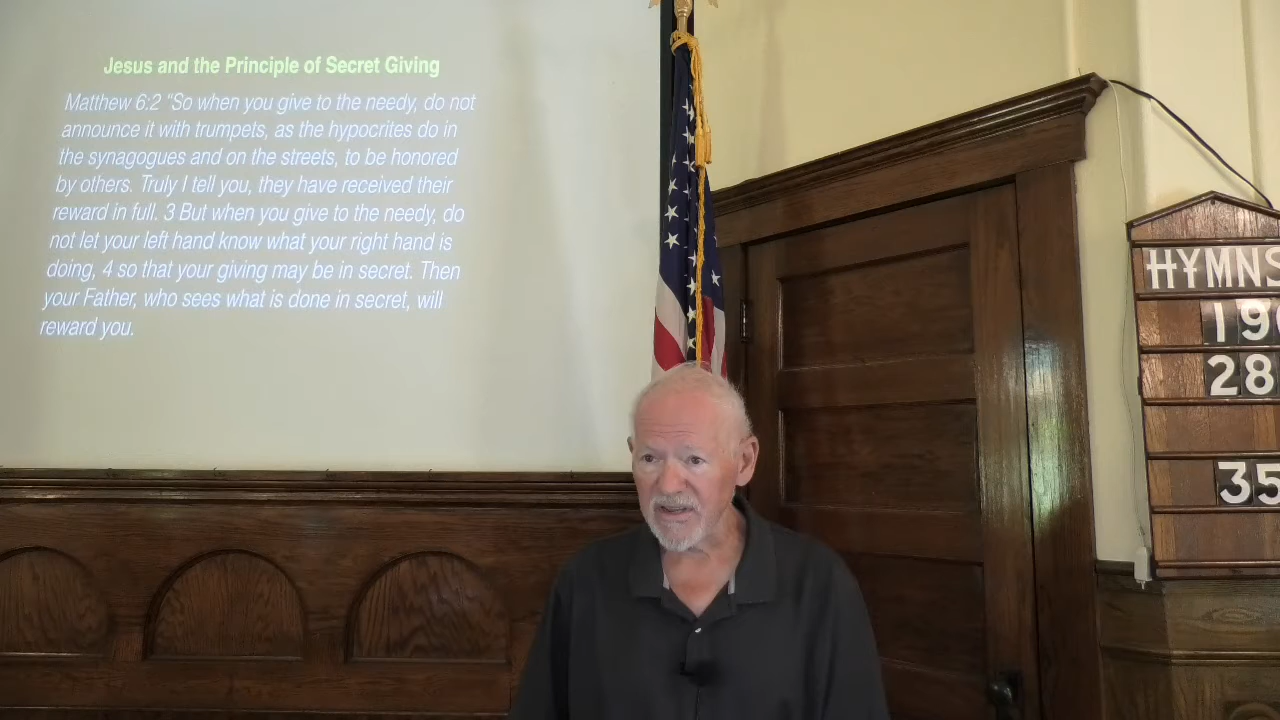 Jesus and the Principle of Secret Giving
Matthew 6:2 “So when you give to the needy, do not
announce it with trumpets, as the hypocrites do in
the synagogues and on the streets, to be honored
by others. Truly I tell you, they have received their
reward in full. 3 But when you give to the needy, do
not let your left hand know what your right hand is
doing, 4 so that your giving may be in secret. Then
your Father, who sees what is done in secret, will
reward you.
HYMNS
19
28
35